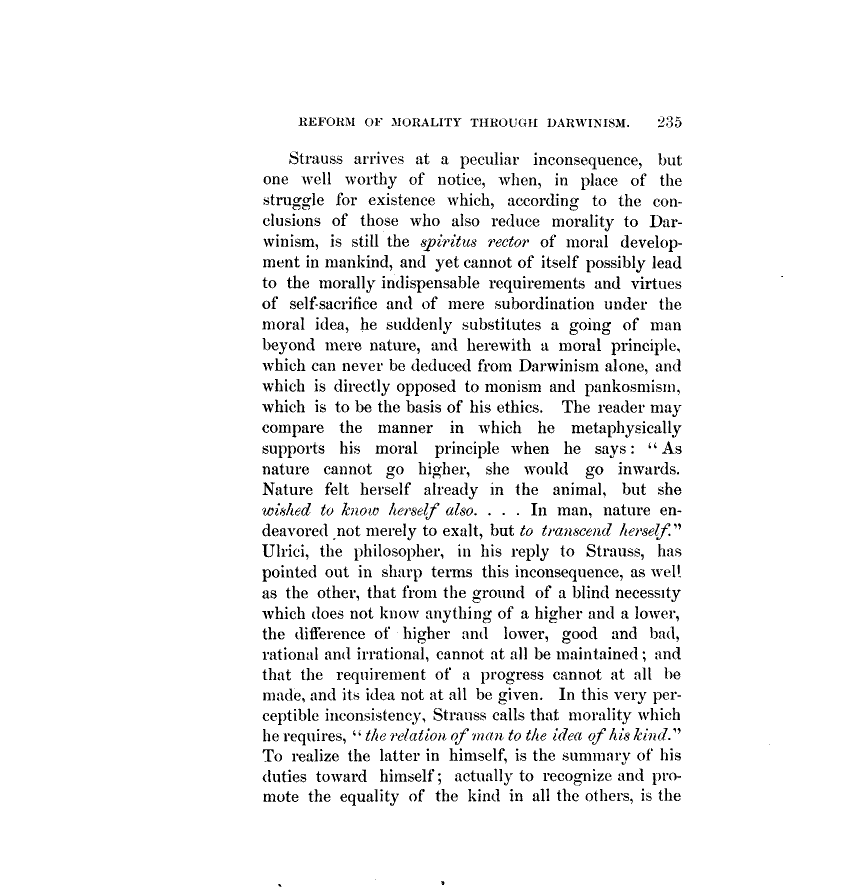 REFORM OF MORALITY THROUGH DARWINISM. 235
Strauss arrives at a peculiar inconsequence, but
one well worthy of notice, when, in place of the
struggle for existence which, according to the con-
clusions of those who also reduce morality to Dar-
winism, is still the spiritus rector of moral develop-
ment in mankind, and yet cannot of itself possibly lead
to the morally indispensable requirements and virtues
of self-sacrifice and of mere subordination under the
moral idea, he suddenly substitutes a going of man
beyond mere nature, and herewith a moral principle,
which can never be deduced from Darwinism alone, and
which is directly opposed to monism and pankosmism,
which is to be the basis of his ethics. The reader may
compare the manner in which he metaphysically
supports his moral principle when he says: "As
nature cannot go higher, she would go inwards.
Nature felt herself already in the animal, but she
wished to know herself also. . . . In man, nature en-
deavored not merely to exalt, but to transcend herself."
Ulrici, the philosopher, in his reply to Strauss, has
pointed out in sharp terms this inconsequence, as well
as the other, that from the ground of a blind necessity
which does not know anything of a higher and a lower,
the difference of higher and lower, good and bad,
rational and irrational, cannot at all be maintained; and
that the requirement of a progress cannot at all be
made, and its idea not at all be given. In this very per-
ceptible inconsistency, Strauss calls that morality which
he requires, "the relation of man to the idea of his kind."
To realize the latter in himself, is the summary of his
duties toward himself; actually to recognize and pro-
mote the equality of the kind in all the others, is the